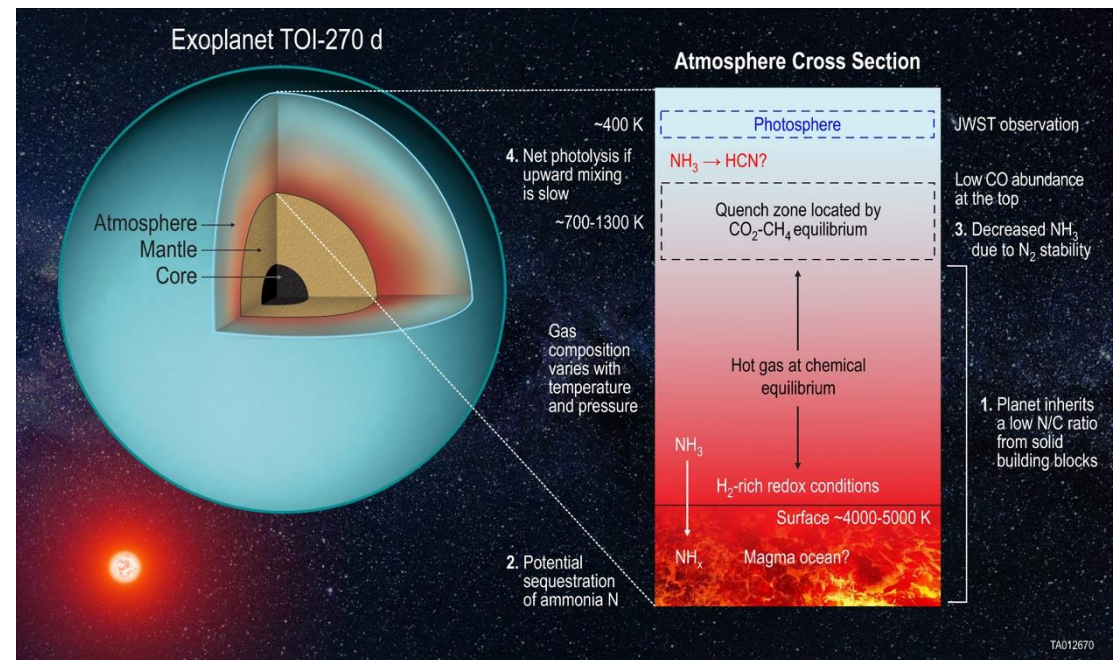 Exoplanet TOI-270 d
Atmosphere
Mantle
Core
Atmosphere Cross Section
~400 K
Photosphere
JWST observation
4. Net photolysis if
upward mixing
is slow
NH₃ → HCN?
Low CO abundance
at the top
~700-1300 K
Quench zone located by
CO₂-CH₄ equilibrium
3. Decreased NH₃
due to N₂ stability
Gas
composition
varies with
temperature
and pressure
Hot gas at chemical
equilibrium
1. Planet inherits
a low N/C ratio
from solid
building blocks
NH₃
H₂-rich redox conditions
Surface ~4000-5000 K
2. Potential
sequestration
of ammonia N
NHₓ
Magma ocean?
TA012670